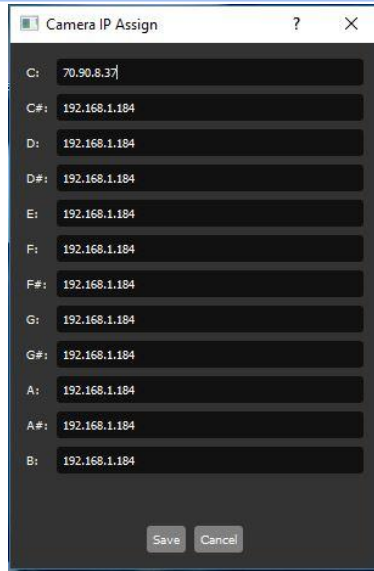 Camera IP Assign ?
C: 70.90.8.37
C#: 192.168.1.184
D: 192.168.1.184
D#: 192.168.1.184
E: 192.168.1.184
F: 192.168.1.184
F#: 192.168.1.184
G: 192.168.1.184
G#: 192.168.1.184
A: 192.168.1.184
A#: 192.168.1.184
B: 192.168.1.184
Save Cancel